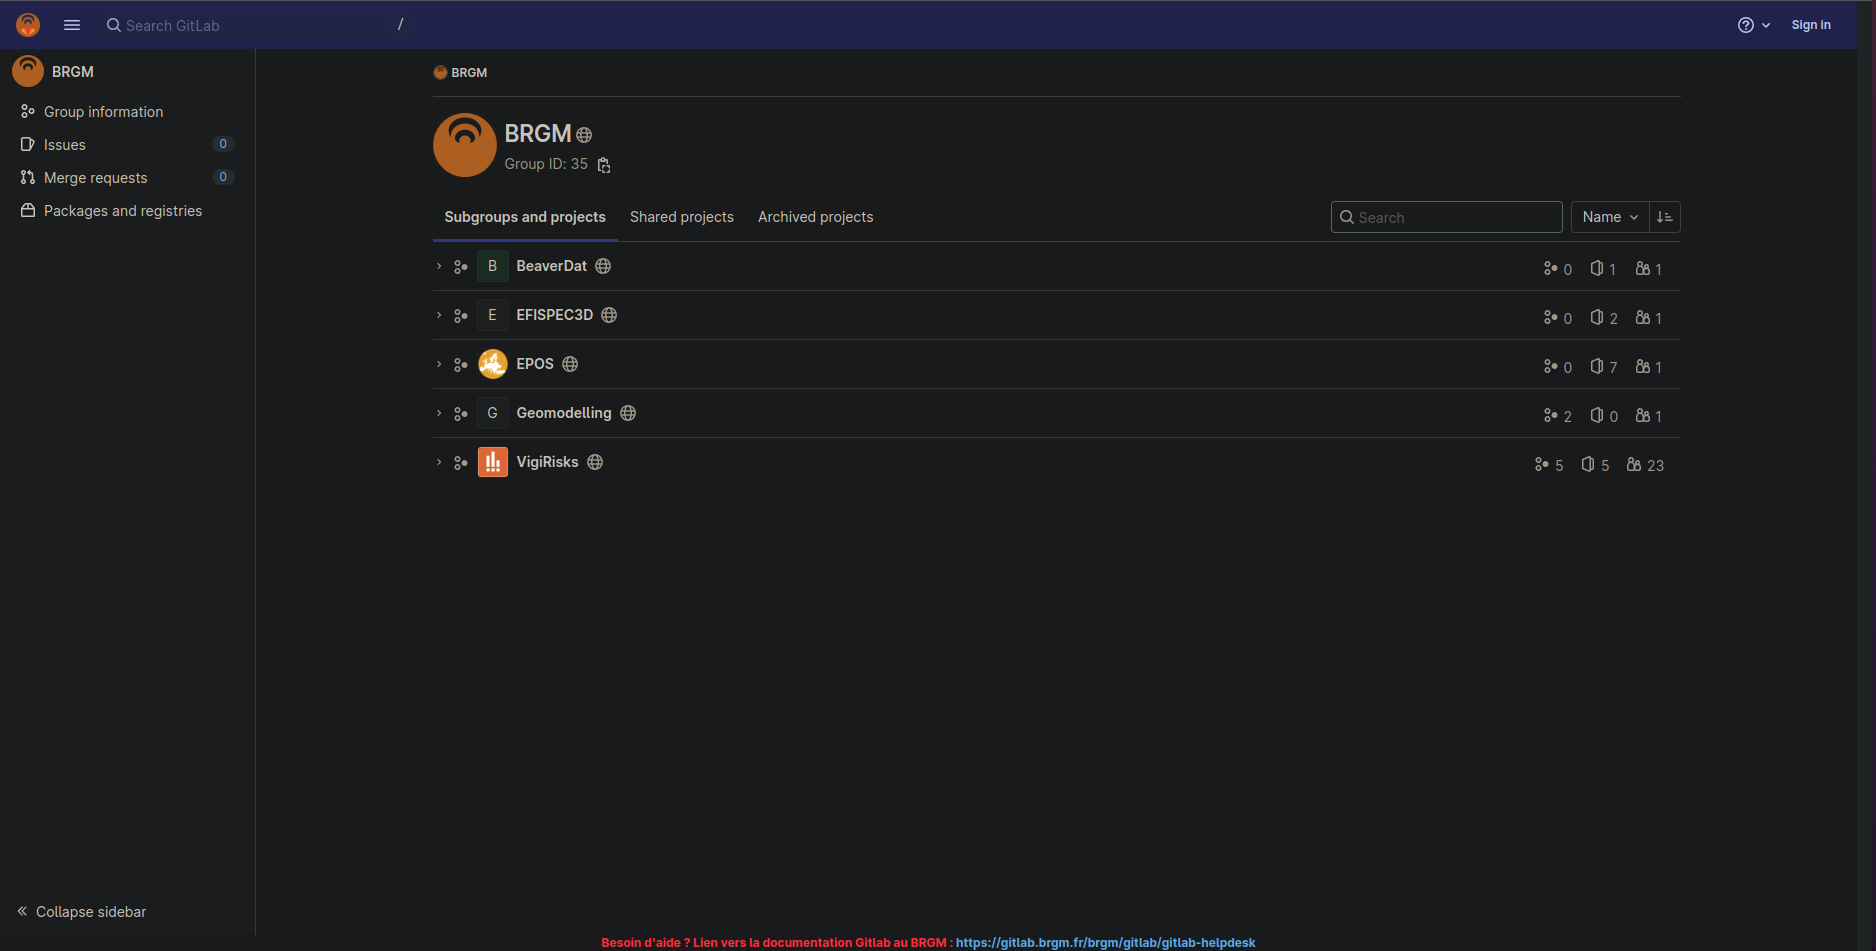 Search GitLab /
Sign in
BRGM
Group information
Issues 0
Merge requests 0
Packages and registries
BRGM
BRGM
Group ID: 35
Subgroups and projects Shared projects Archived projects Search Name
B BeaverDat 0 1 1
E EFISPEC3D 0 2 1
EPOS 0 7 1
G Geomodelling 2 0 1
VigiRisks 5 5 23
Collapse sidebar
Besoin d'aide ? Lien vers la documentation Gitlab au BRGM : https://gitlab.brgm.fr/brgm/gitlab/gitlab-helpdesk